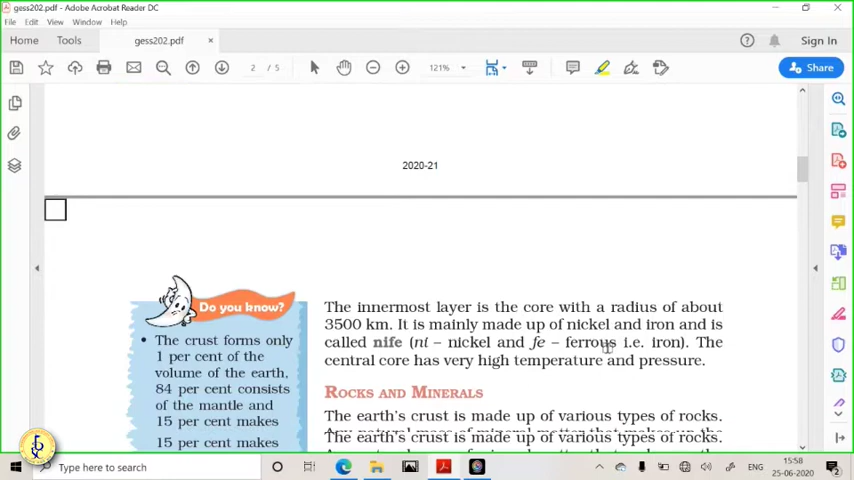 gess202.pdf - Adobe Acrobat Reader DC
File Edit View Window Help
Home Tools gess202.pdf × Sign In
2 / 5 121% Share
2020-21
Do you know?
• The crust forms only
1 per cent of the
volume of the earth,
84 per cent consists
of the mantle and
15 per cent makes
15 per cent makes
The innermost layer is the core with a radius of about
3500 km. It is mainly made up of nickel and iron and is
called nife (ni – nickel and fe – ferrous i.e. iron). The
central core has very high temperature and pressure.
ROCKS AND MINERALS
The earth's crust is made up of various types of rocks.
The earth's crust is made up of various types of rocks.
Type here to search
ENG
15:58
25-06-2020
2